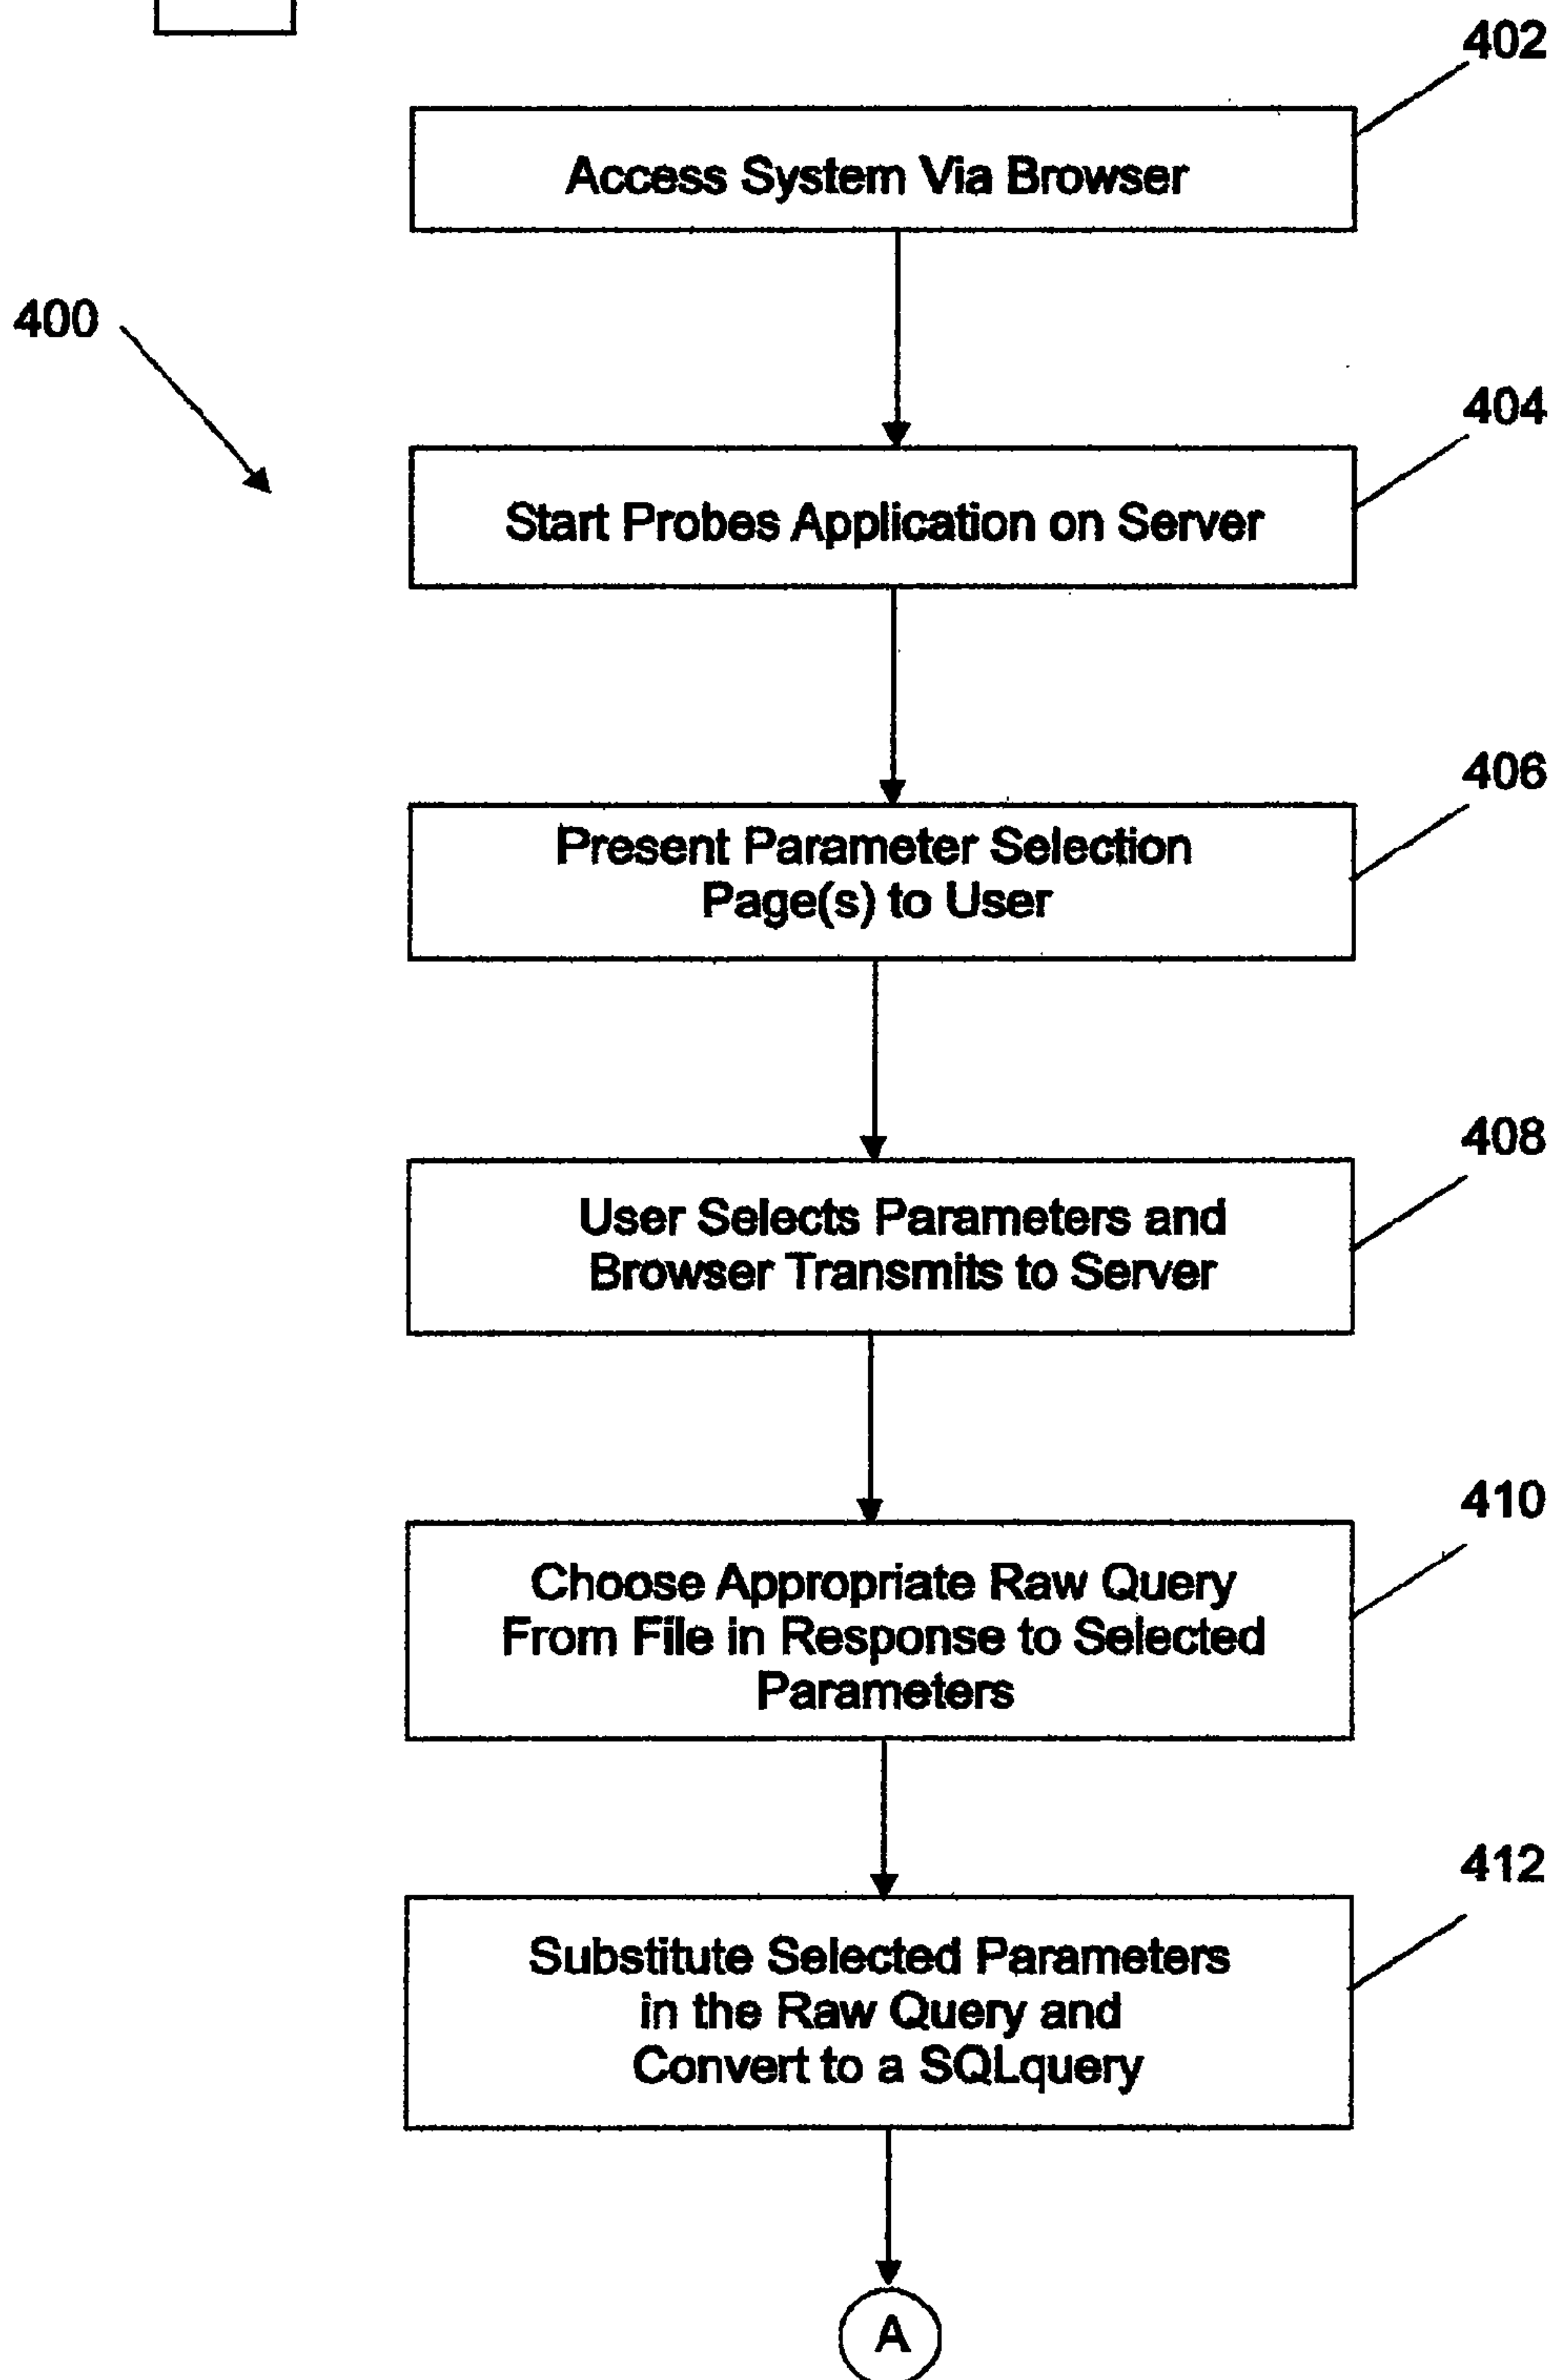 402
Access System Via Browser
400
404
Start Probes Application on Server
406
Present Parameter Selection
Page(s) to User
408
User Selects Parameters and
Browser Transmits to Server
410
Choose Appropriate Raw Query
From File in Response to Selected
Parameters
412
Substitute Selected Parameters
in the Raw Query and
Convert to a SQLquery
A